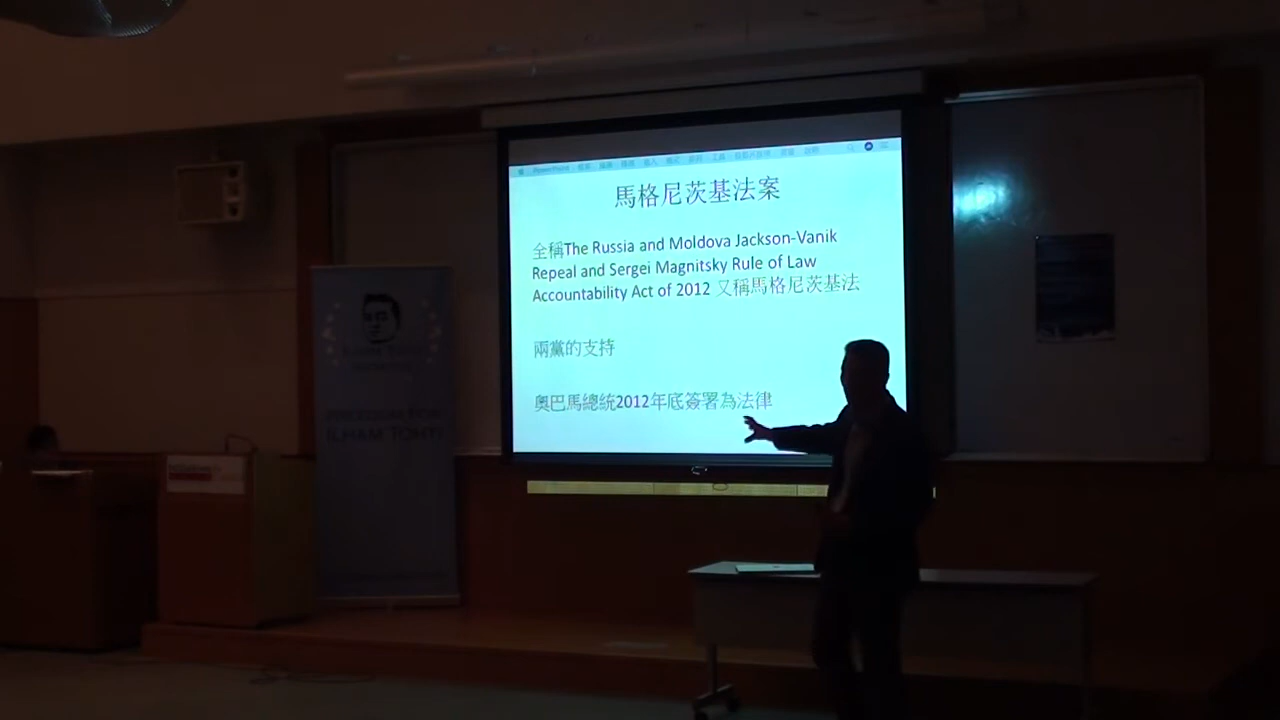 PowerPoint
馬格尼茨基法案
全稱The Russia and Moldova Jackson-Vanik
Repeal and Sergei Magnitsky Rule of Law
Accountability Act of 2012 又稱馬格尼茨基法
兩黨的支持
奧巴馬總統2012年底簽署為法律
ILHAM TOHTI